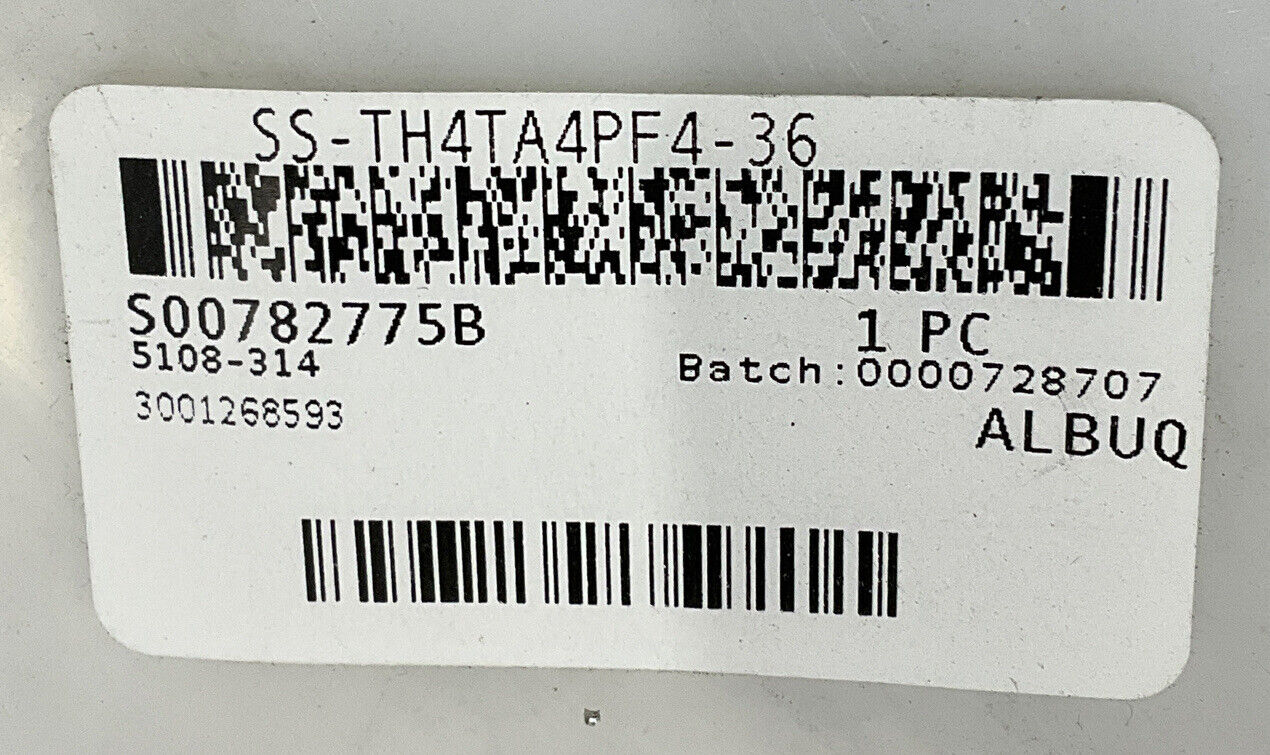 SS-TH4TA4PF4-36
S00782775B
1 PC
5108-314
Batch:0000728707
3001268593
ALBUQ